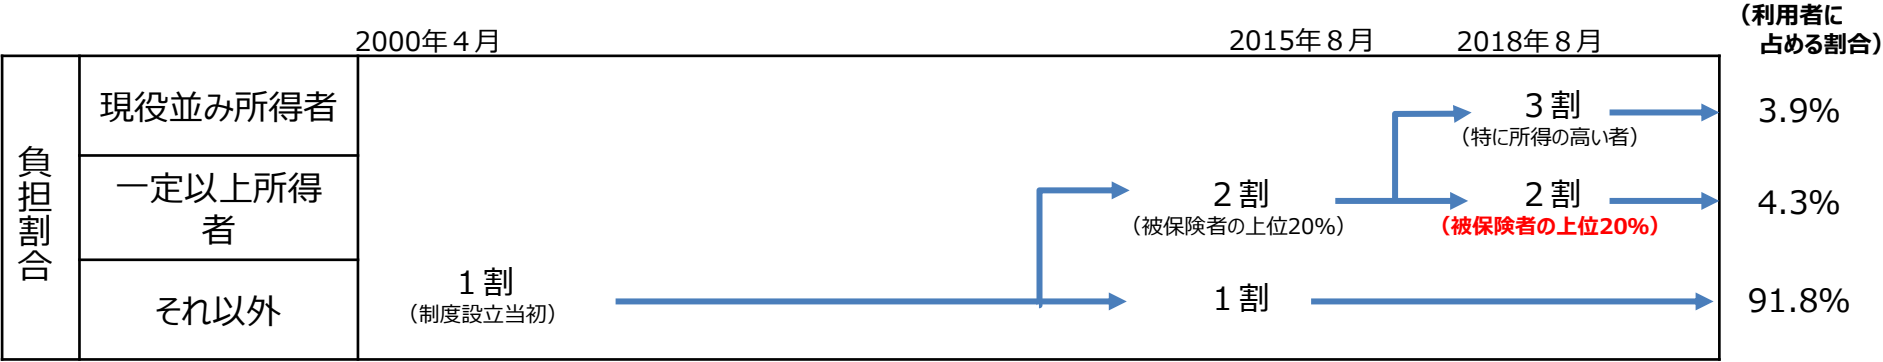 (利用者に
占める割合)
2000年４月
2015年８月
2018年８月
負担割合
現役並み所得者
３割
(特に所得の高い者)
3.9%
一定以上所得
者
２割
(被保険者の上位20%)
２割
(被保険者の上位20%)
4.3%
それ以外
１割
(制度設立当初)
１割
91.8%